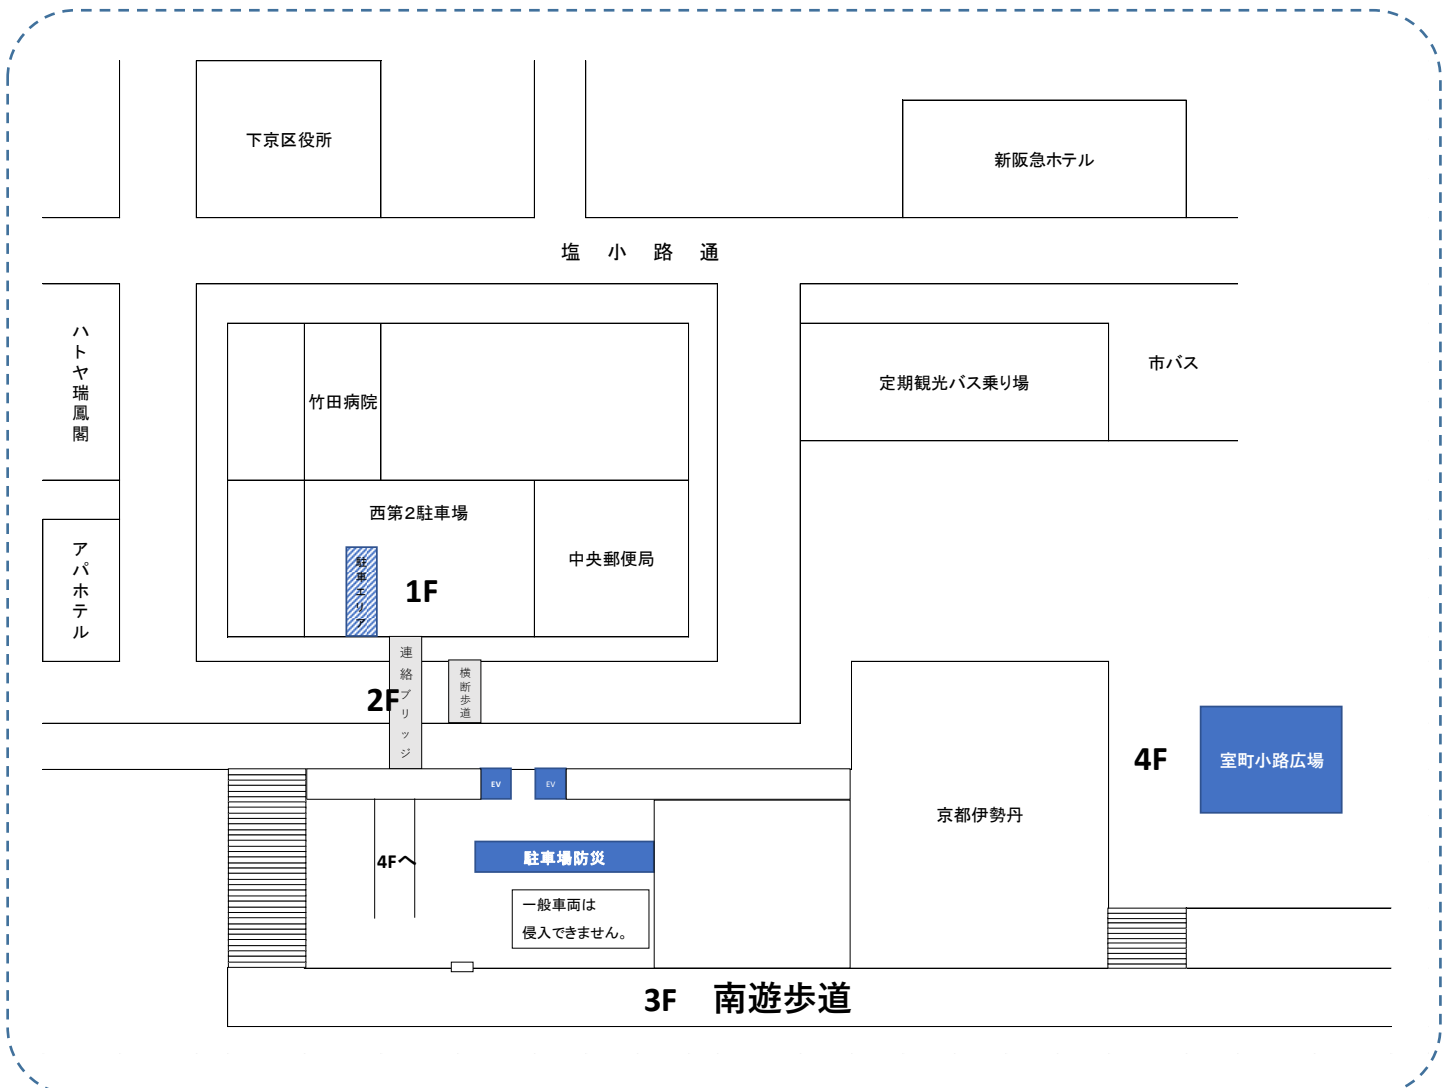 下京区役所
新阪急ホテル
塩小路通
ハトヤ瑞鳳閣
竹田病院
定期観光バス乗り場
市バス
西第2駐車場
中央郵便局
アパホテル
駐車エリア
1F
連絡ブリッジ
横断歩道
2F
4F
室町小路広場
EV
EV
京都伊勢丹
4Fへ
駐車場防災
一般車両は
侵入できません。
3F 南遊歩道